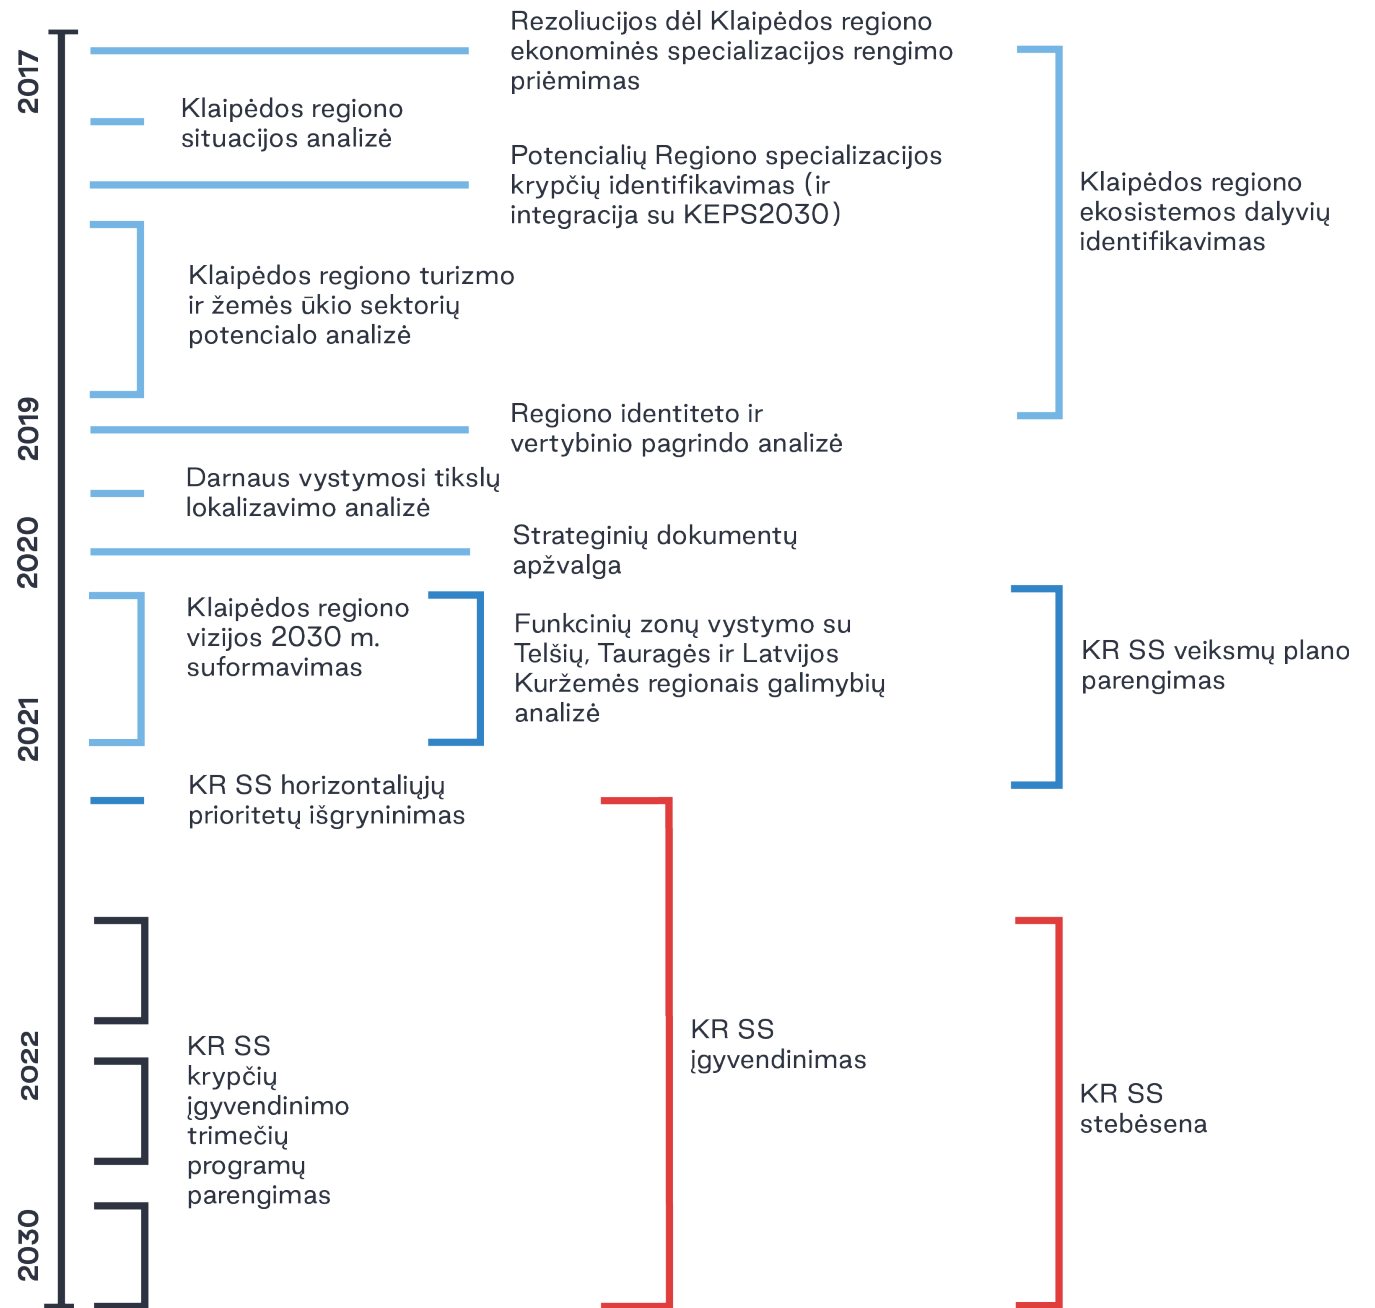 2017
Rezoliucijos dėl Klaipėdos regiono
ekonominės specializacijos rengimo
priėmimas
Klaipėdos regiono
situacijos analizė
Potencialių Regiono specializacijos
krypčių identifikavimas (ir
integracija su KEPS2030)
Klaipėdos regiono
ekosistemos dalyvių
identifikavimas
Klaipėdos regiono turizmo
ir žemės ūkio sektorių
potencialo analizė
2019
Regiono identiteto ir
vertybinio pagrindo analizė
Darnaus vystymosi tikslų
lokalizavimo analizė
2020
Strateginių dokumentų
apžvalga
Klaipėdos regiono
vizijos 2030 m.
suformavimas
Funkcinių zonų vystymo su
Telšių, Tauragės ir Latvijos
Kuržemės regionais galimybių
analizė
KR SS veiksmų plano
parengimas
2021
KR SS horizontaliųjų
prioritetų išgryninimas
2022
KR SS
krypčių
įgyvendinimo
trimečių
programų
parengimas
KR SS
įgyvendinimas
KR SS
stebėsena
2030